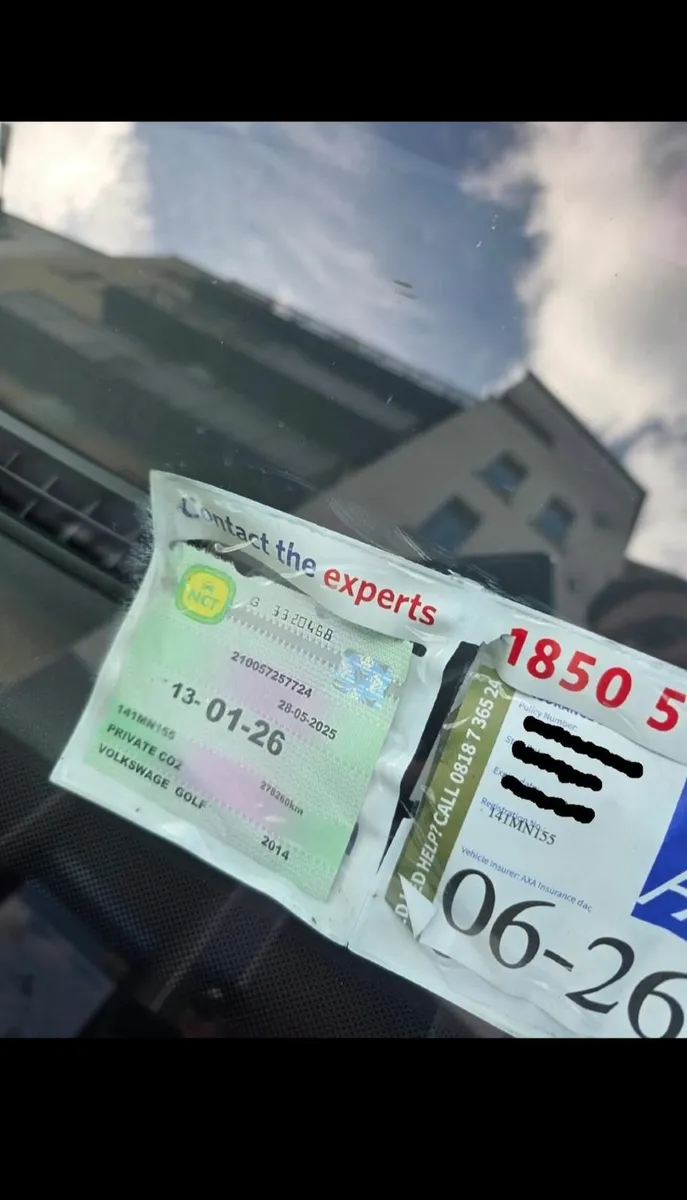 Contact the experts
NCT
G 3320468
210057257724
28-05-2025
13-01-26
141MN155
PRIVATE CO2
VOLKSWAGE GOLF
278260km
2014
1850 5
NEED HELP? CALL 0818 7 365 24
Policy Number
Registration No.
141MN155
Vehicle Insurer: AXA Insurance dac
06-26